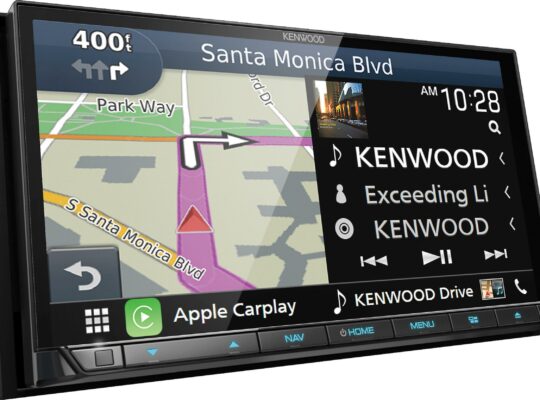 KENWOOD
400ft
Santa Monica Blvd
Park Way
ord Dr
S Santa Monica Blvd
AM 10:28
KENWOOD
Exceeding Li
KENWOOD
Apple Carplay
KENWOOD Drive
NAV
HOME
MENU